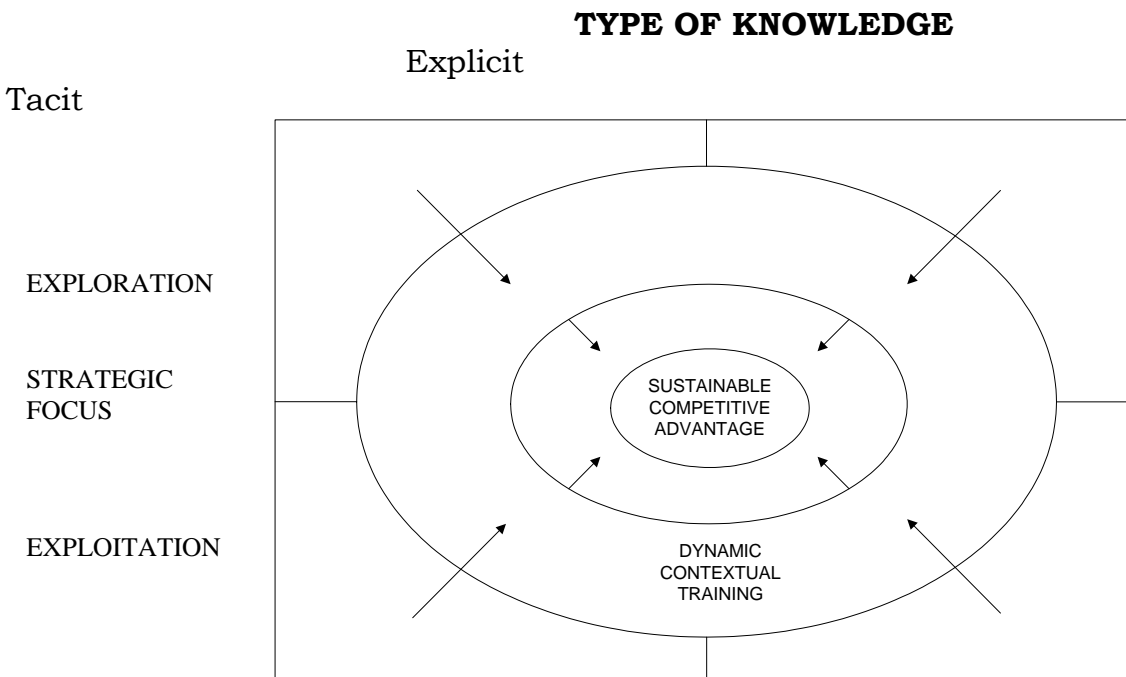 TYPE OF KNOWLEDGE
Explicit
Tacit
EXPLORATION
STRATEGIC
FOCUS
SUSTAINABLE
COMPETITIVE
ADVANTAGE
EXPLOITATION
DYNAMIC
CONTEXTUAL
TRAINING